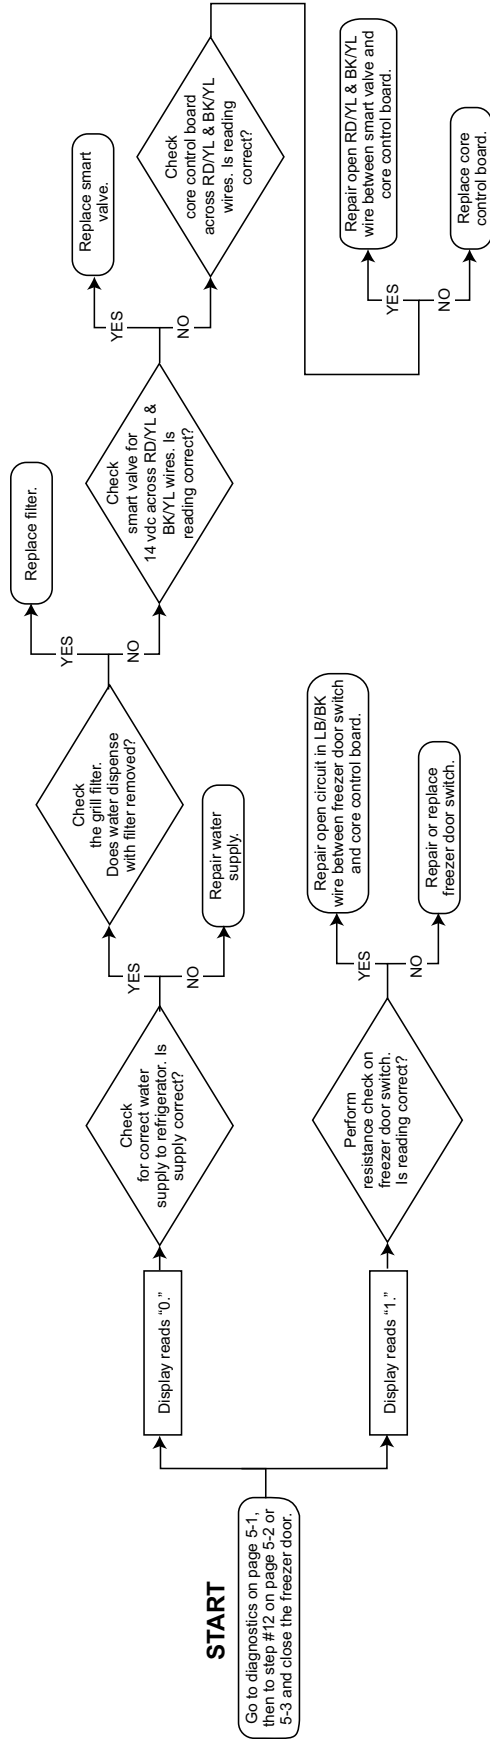 START
Go to diagnostics on page 5-1,
then to step #12 on page 5-2 or
5-3 and close the freezer door.
Display reads “0.”
Check
for correct water
supply to refrigerator. Is
supply correct?
YES
NO
Repair water
supply.
Check
the grill filter.
Does water dispense
with filter removed?
YES
NO
Replace filter.
Check
smart valve for
14 vdc across RD/YL &
BK/YL wires. Is
reading correct?
YES
NO
Replace smart
valve.
Check
core control board
across RD/YL & BK/YL
wires. Is reading
correct?
YES
NO
Repair open RD/YL & BK/YL
wire between smart valve and
core control board.
Replace core
control board.
Display reads “1.”
Perform
resistance check on
freezer door switch.
Is reading correct?
YES
NO
Repair open circuit in LB/BK
wire between freezer door switch
and core control board.
Repair or replace
freezer door switch.